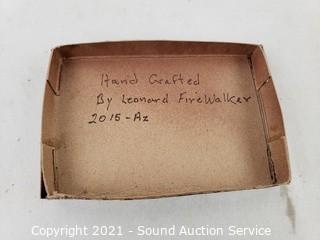 Hand Crafted
By Leonard FireWalker
2015-Az
Copyright 2021 - Sound Auction Service